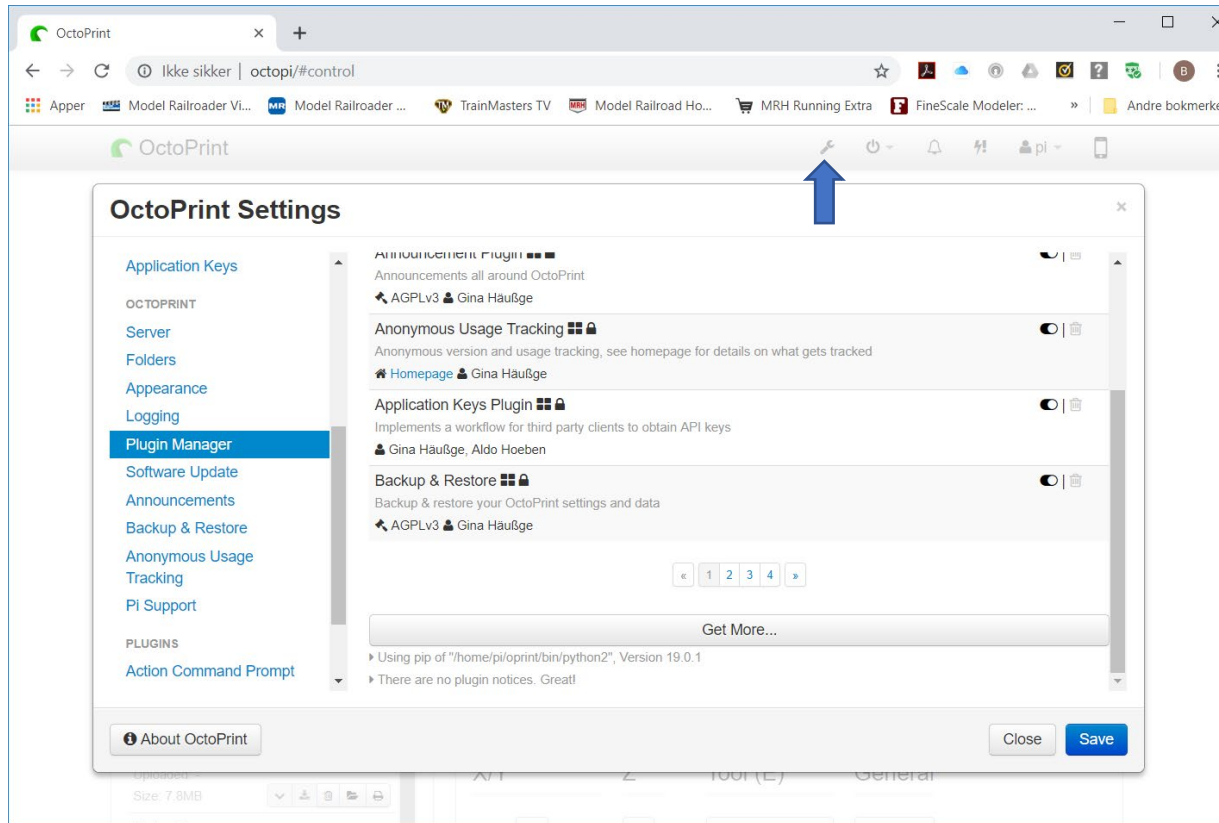 OctoPrint
Ikke sikker | octopi/#control
B
Apper
Model Railroader Vi...
MR Model Railroader ...
TrainMasters TV
MRH Model Railroad Ho...
MRH Running Extra
FineScale Modeler: ...
»
Andre bokmerke
OctoPrint
pi
OctoPrint Settings
×
Application Keys
OCTOPRINT
Server
Folders
Appearance
Logging
Plugin Manager
Software Update
Announcements
Backup & Restore
Anonymous Usage
Tracking
Pi Support
PLUGINS
Action Command Prompt
Announcement Plugin
Announcements all around OctoPrint
AGPLv3 Gina Häußge
Anonymous Usage Tracking
Anonymous version and usage tracking, see homepage for details on what gets tracked
Homepage Gina Häußge
Application Keys Plugin
Implements a workflow for third party clients to obtain API keys
Gina Häußge, Aldo Hoeben
Backup & Restore
Backup & restore your OctoPrint settings and data
AGPLv3 Gina Häußge
« 1 2 3 4 »
Get More...
Using pip of "/home/pi/oprint/bin/python2", Version 19.0.1
There are no plugin notices. Great!
About OctoPrint
Close
Save
Uploaded: -
Size: 7.8MB
X/Y
Z
Tool (E)
General